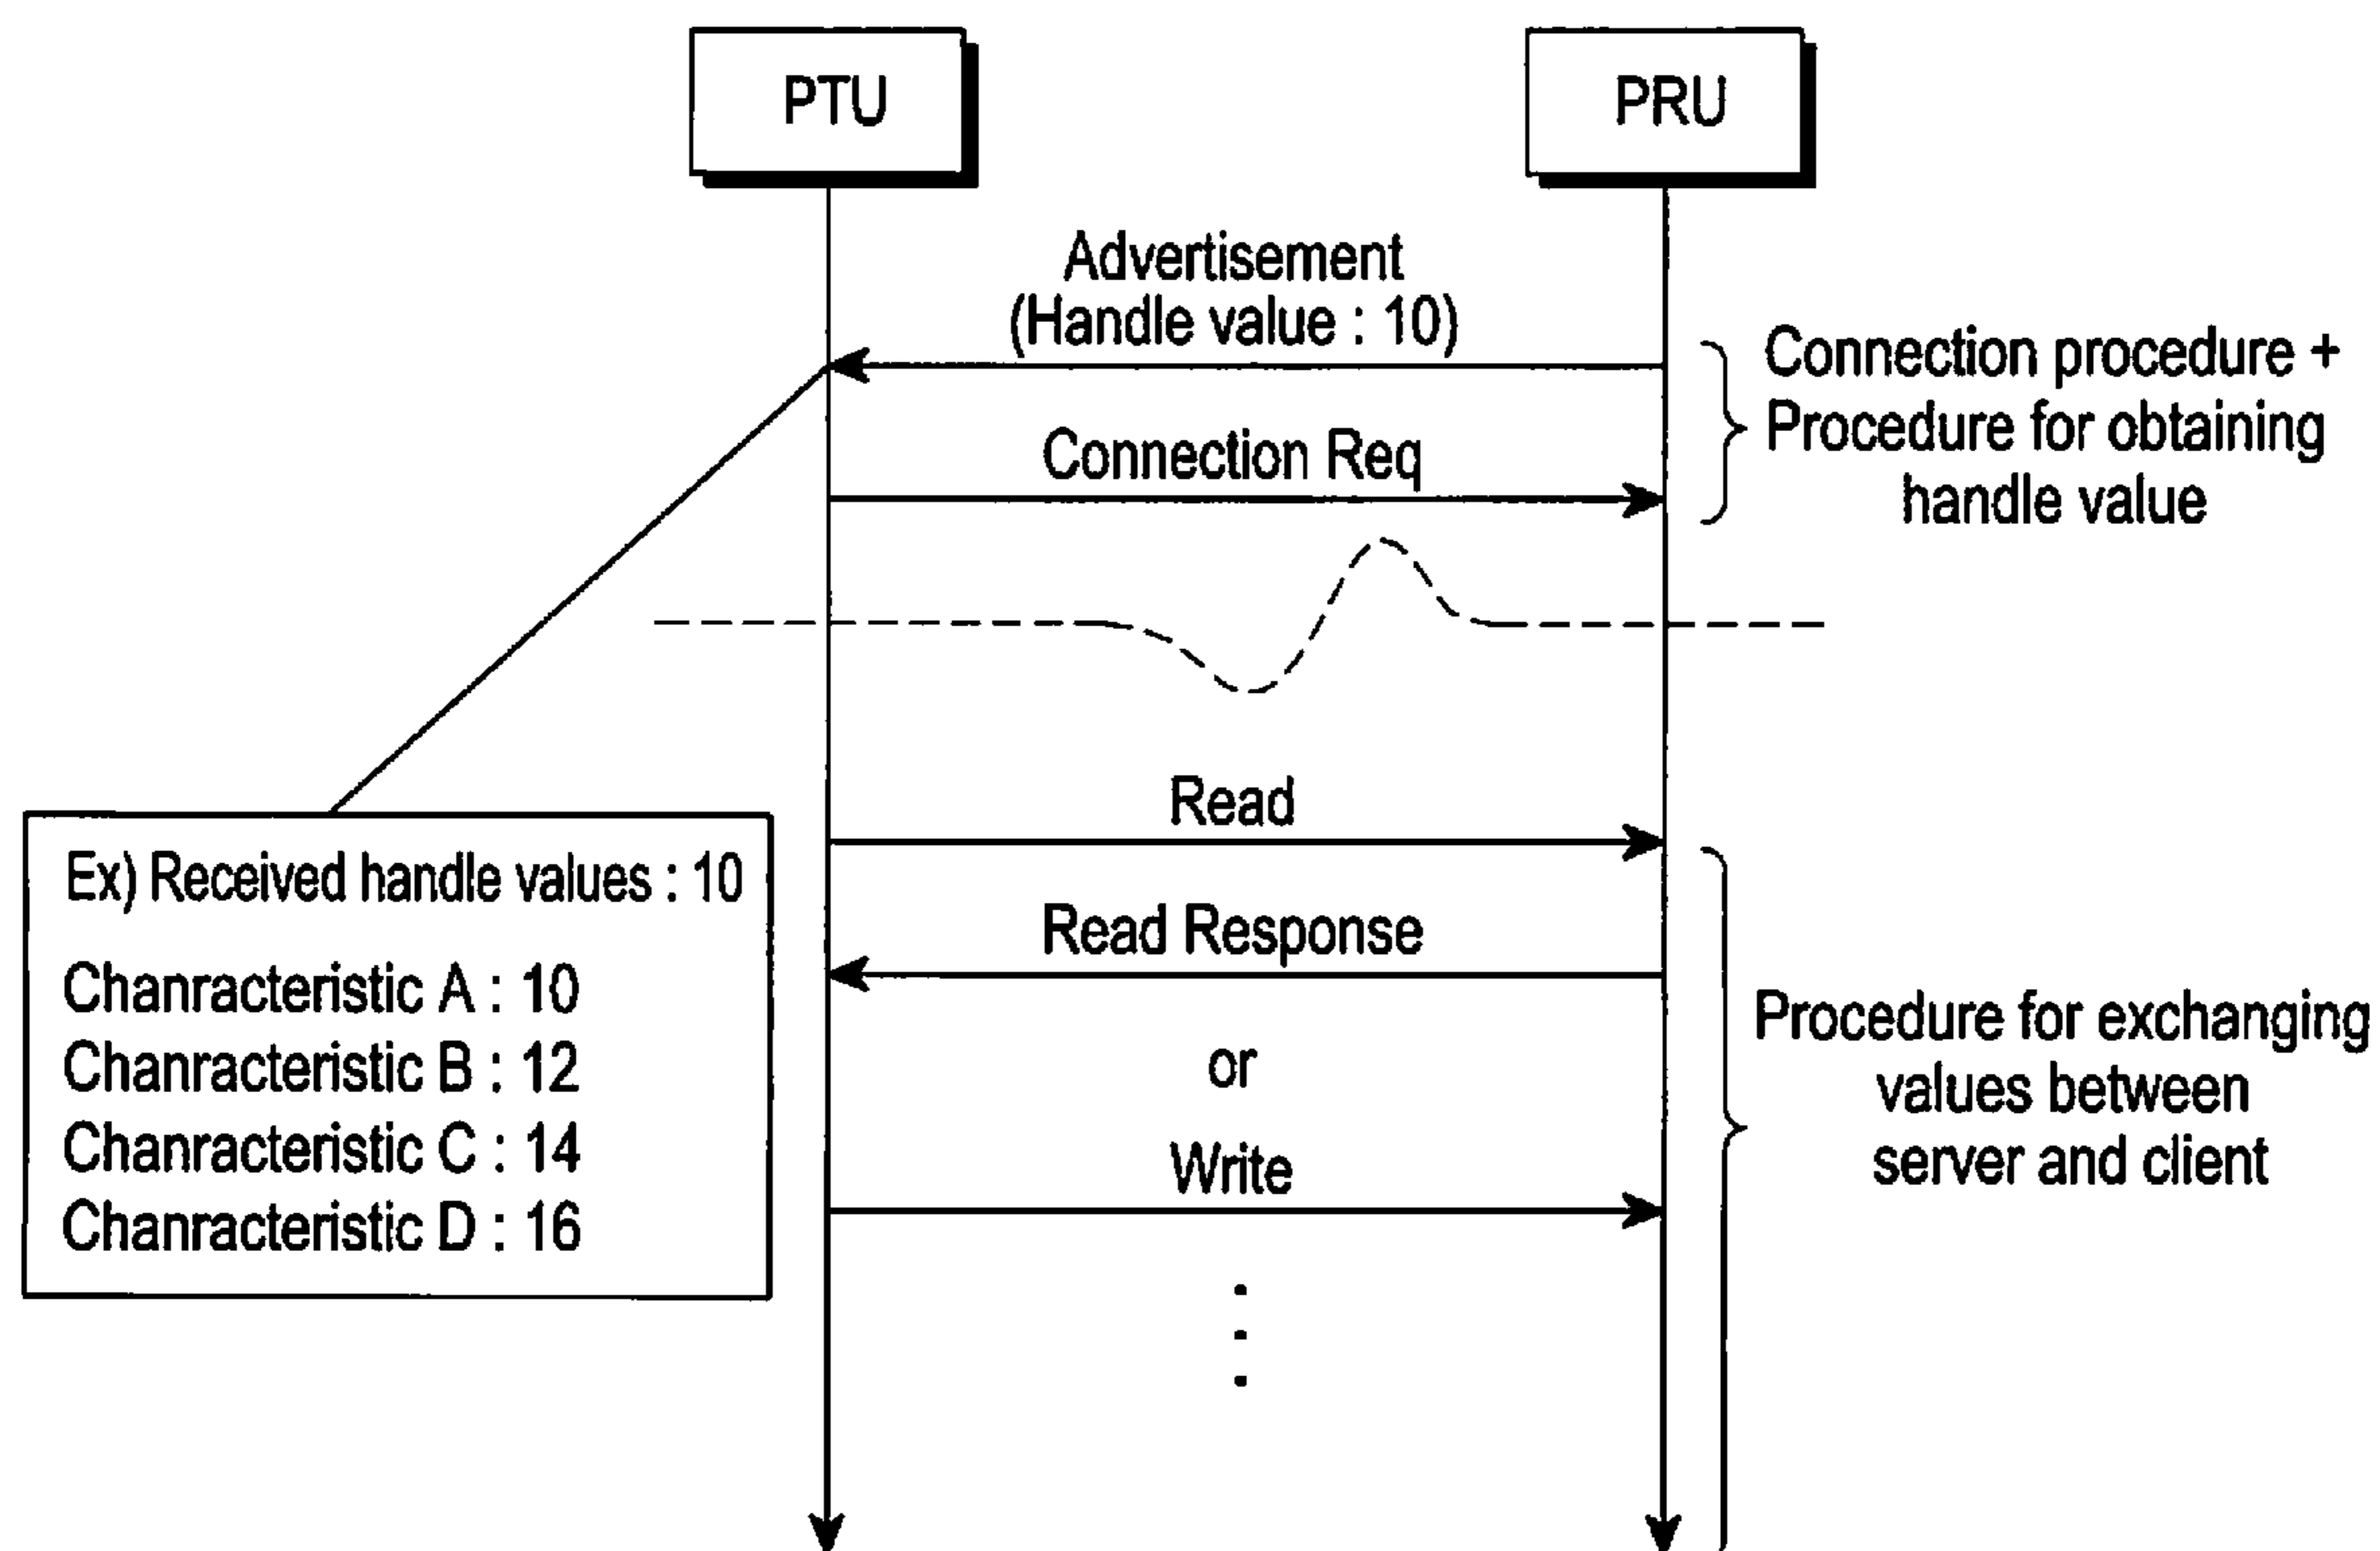 PTU
PRU
Advertisement
(Handle value : 10)
Connection procedure +
Procedure for obtaining
handle value
Connection Req
Read
Ex) Received handle values : 10
Chanracteristic A : 10
Chanracteristic B : 12
Chanracteristic C : 14
Chanracteristic D : 16
Read Response
or
Write
Procedure for exchanging
values between
server and client